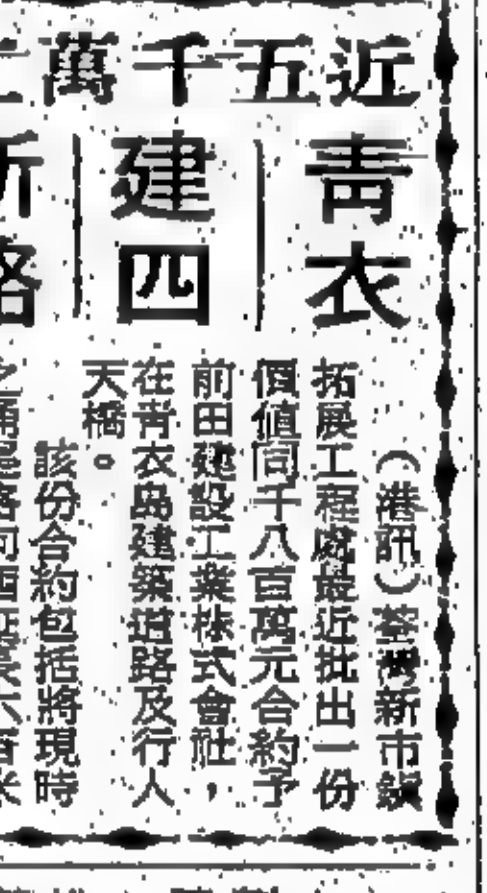 近五千萬
青衣
建四
（港訊）荃灣新市鎮
拓展工程處最近批出一份
價值四千八百萬元合約予
前田建設工業株式會社，
在青衣島建築道路及行人
天橋。
該份合約包括將現時